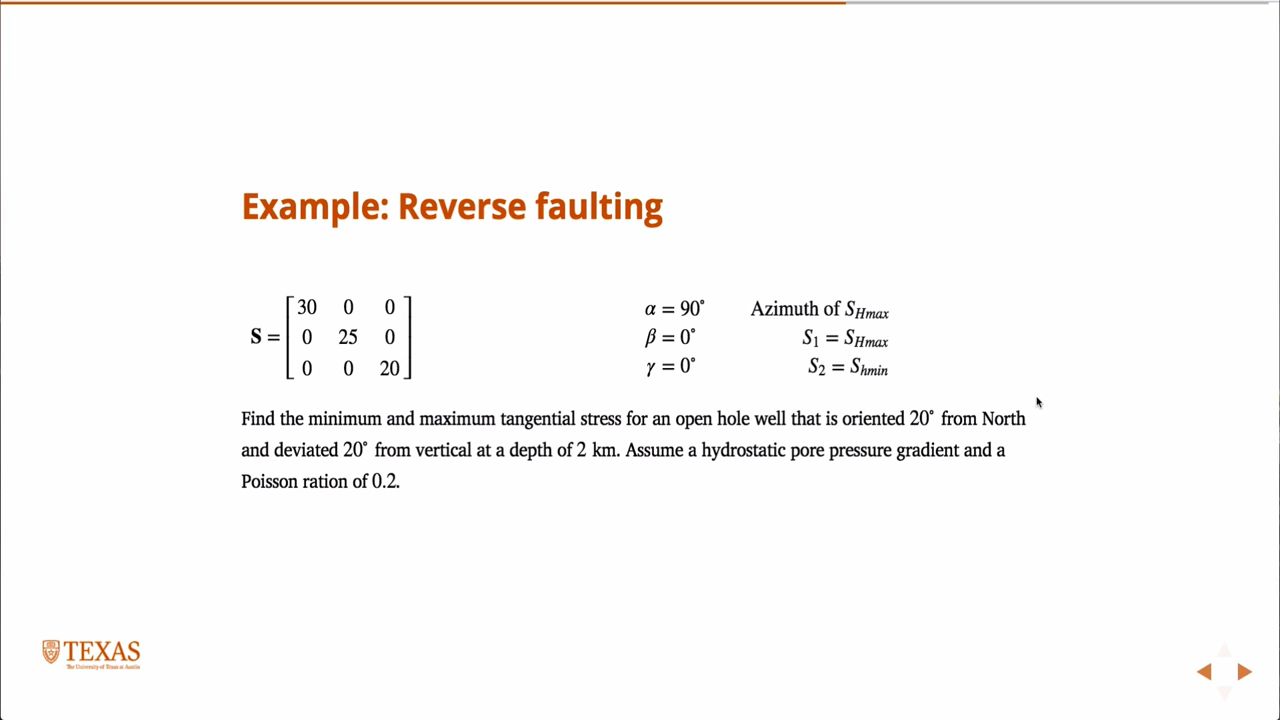 Example: Reverse faulting
S = [ 30 0 0
0 25 0
0 0 20 ]
α = 90° Azimuth of S_Hmax
β = 0° S_1 = S_Hmax
γ = 0° S_2 = S_hmin
Find the minimum and maximum tangential stress for an open hole well that is oriented 20° from North
and deviated 20° from vertical at a depth of 2 km. Assume a hydrostatic pore pressure gradient and a
Poisson ration of 0.2.
TEXAS
The University of Texas at Austin